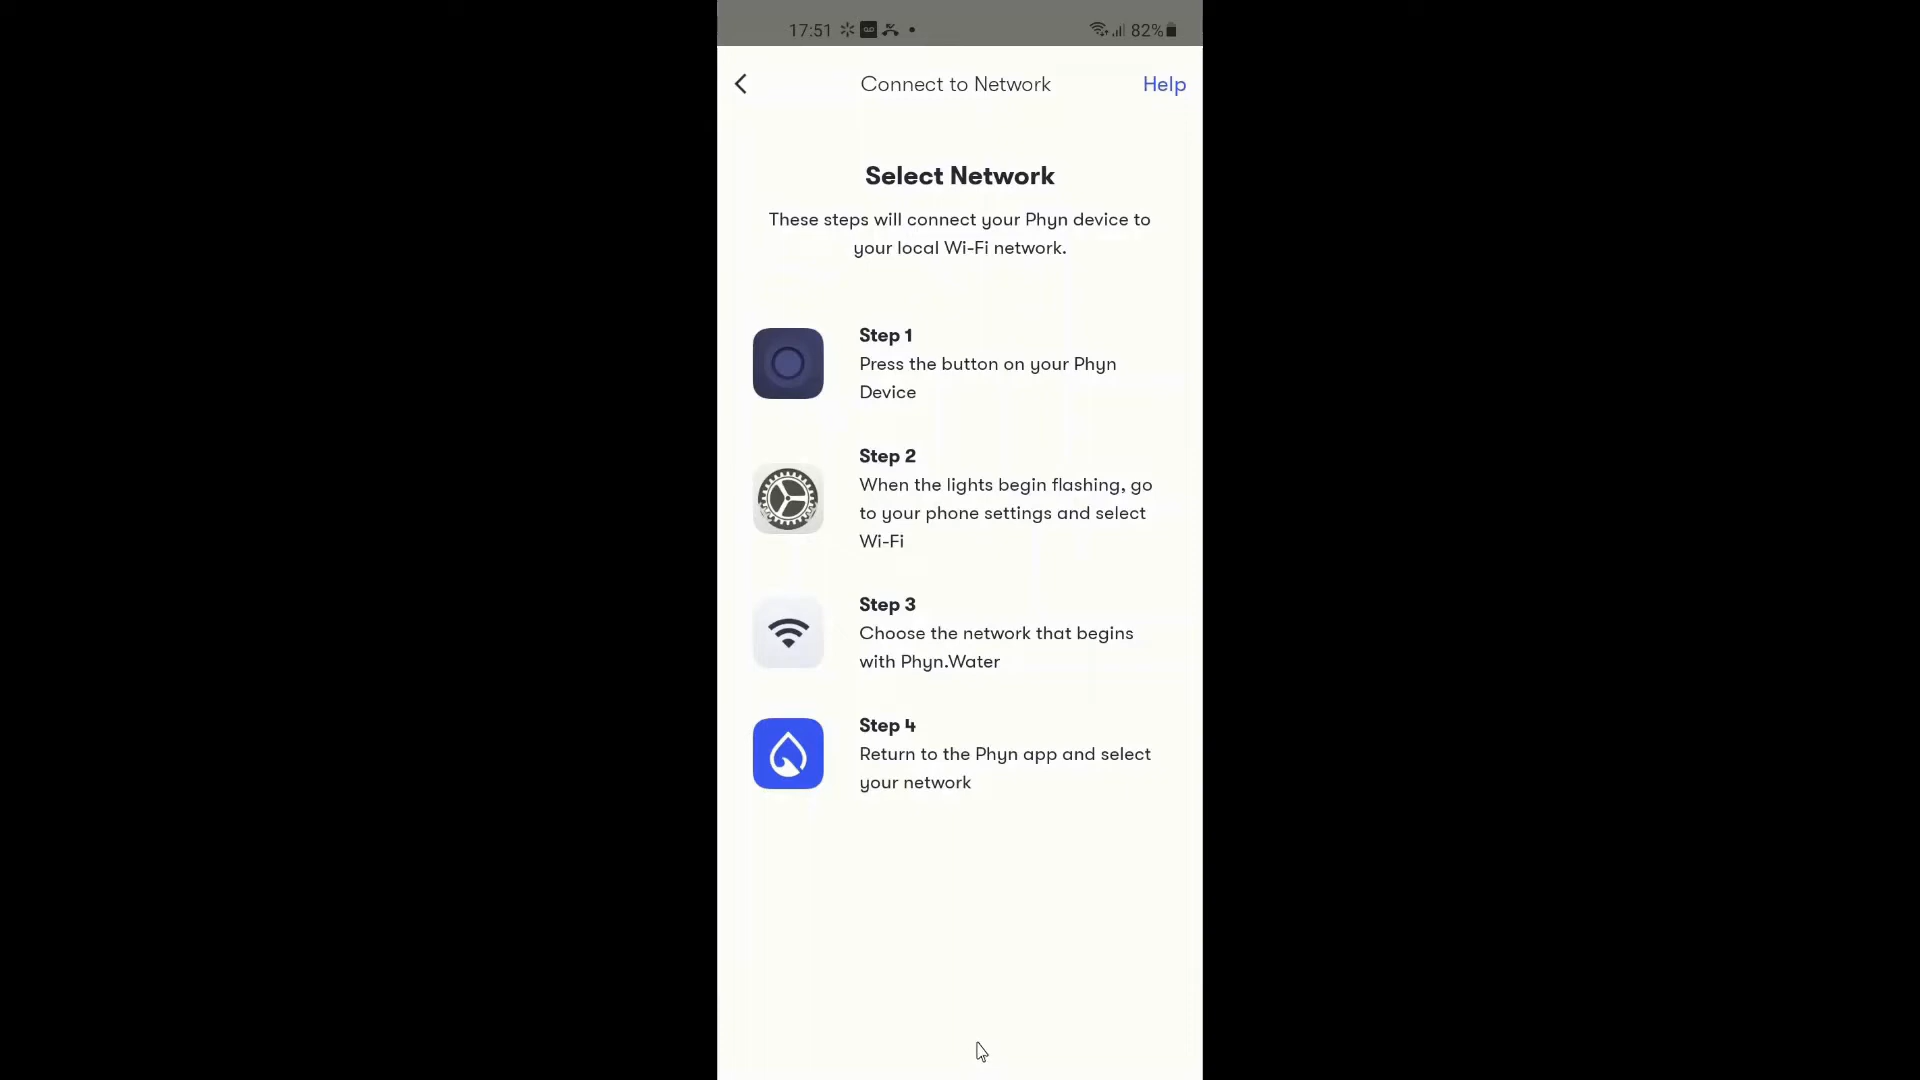 17:51 82%
Connect to Network Help
Select Network
These steps will connect your Phyn device to
your local Wi-Fi network.
Step 1
Press the button on your Phyn
Device
Step 2
When the lights begin flashing, go
to your phone settings and select
Wi-Fi
Step 3
Choose the network that begins
with Phyn.Water
Step 4
Return to the Phyn app and select
your network